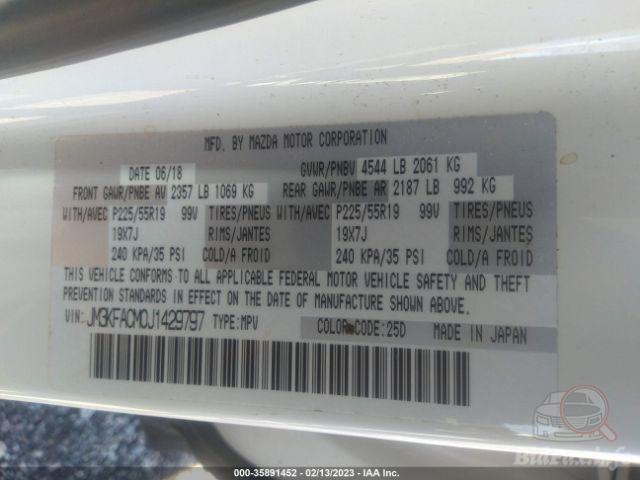 MFD. BY MAZDA MOTOR CORPORATION
DATE 06/18 GVWR/PNBV 4544 LB 2061 KG
FRONT GAWR/PNBE AV 2357 LB 1069 KG REAR GAWR/PNBE AR 2187 LB 992 KG
WITH/AVEC P225/55R19 99V TIRES/PNEUS WITH/AVEC P225/55R19 99V TIRES/PNEUS
19X7J RIMS/JANTES 19X7J RIMS/JANTES
240 KPA/35 PSI COLD/A FROID 240 KPA/35 PSI COLD/A FROID
THIS VEHICLE CONFORMS TO ALL APPLICABLE FEDERAL MOTOR VEHICLE SAFETY AND THEFT
PREVENTION STANDARDS IN EFFECT ON THE DATE OF MANUFACTURE SHOWN ABOVE.
VIN: JM3KFACM0J1429797 TYPE:MPV COLOR CODE:25D MADE IN JAPAN
000-35891452 - 02/13/2023 - IAA Inc.